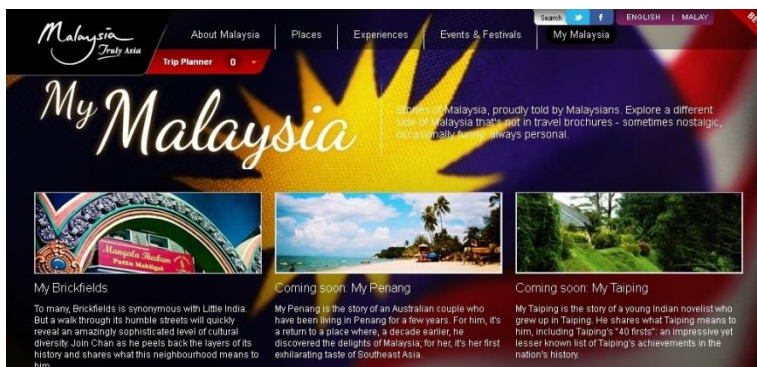 Search
ENGLISH | MALAY
Malaysia
Truly Asia
About Malaysia
Places
Experiences
Events & Festivals
My Malaysia
Trip Planner 0
My Malaysia
Stories of Malaysia, proudly told by Malaysians. Explore a different
side of Malaysia that's not in travel brochures - sometimes nostalgic,
occasionally funny, always personal.
Mangala Theebam
Pattu Mahligai
My Brickfields
To many, Brickfields is synonymous with Little India.
But a walk through its humble streets will quickly
reveal an amazingly sophisticated level of cultural
diversity. Join Chan as he peels back the layers of its
history and shares what this neighbourhood means to
him
Coming soon: My Penang
My Penang is the story of an Australian couple who
have been living in Penang for a few years. For him, it's
a return to a place where, a decade earlier, he
discovered the delights of Malaysia; for her, it's her first
exhilarating taste of Southeast Asia.
Coming soon: My Taiping
My Taiping is the story of a young Indian novelist who
grew up in Taiping. He shares what Taiping means to
him, including Taiping's "40 firsts": an impressive yet
lesser known list of Taiping's achievements in the
nation's history.